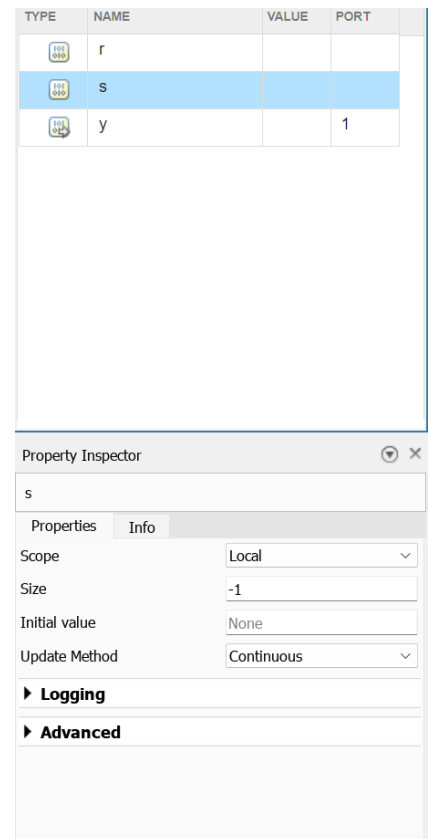 TYPE NAME VALUE PORT
r
s
y 1
Property Inspector
s
Properties Info
Scope Local
Size -1
Initial value None
Update Method Continuous
Logging
Advanced